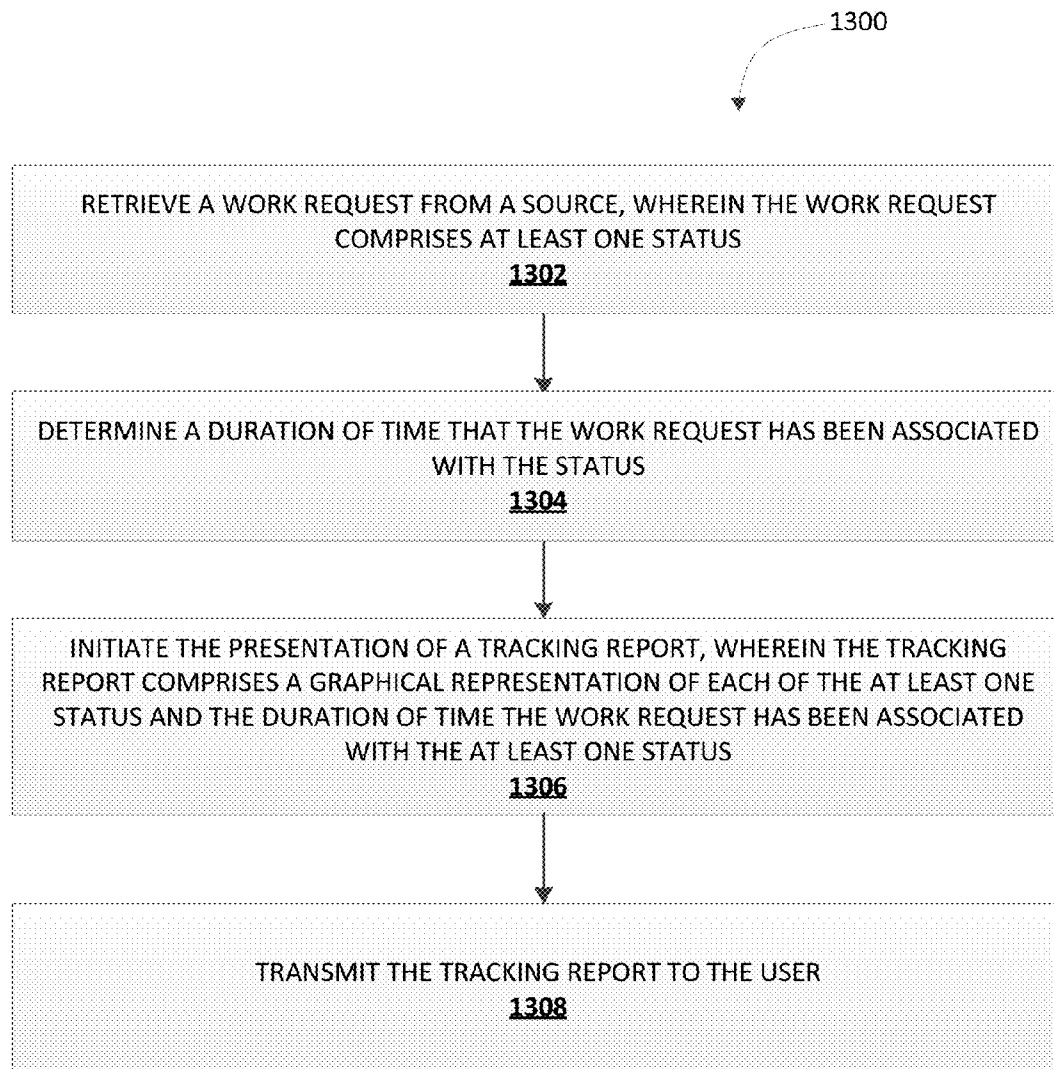 1300
RETRIEVE A WORK REQUEST FROM A SOURCE, WHEREIN THE WORK REQUEST
COMPRISES AT LEAST ONE STATUS
1302
DETERMINE A DURATION OF TIME THAT THE WORK REQUEST HAS BEEN ASSOCIATED
WITH THE STATUS
1304
INITIATE THE PRESENTATION OF A TRACKING REPORT, WHEREIN THE TRACKING
REPORT COMPRISES A GRAPHICAL REPRESENTATION OF EACH OF THE AT LEAST ONE
STATUS AND THE DURATION OF TIME THE WORK REQUEST HAS BEEN ASSOCIATED
WITH THE AT LEAST ONE STATUS
1306
TRANSMIT THE TRACKING REPORT TO THE USER
1308